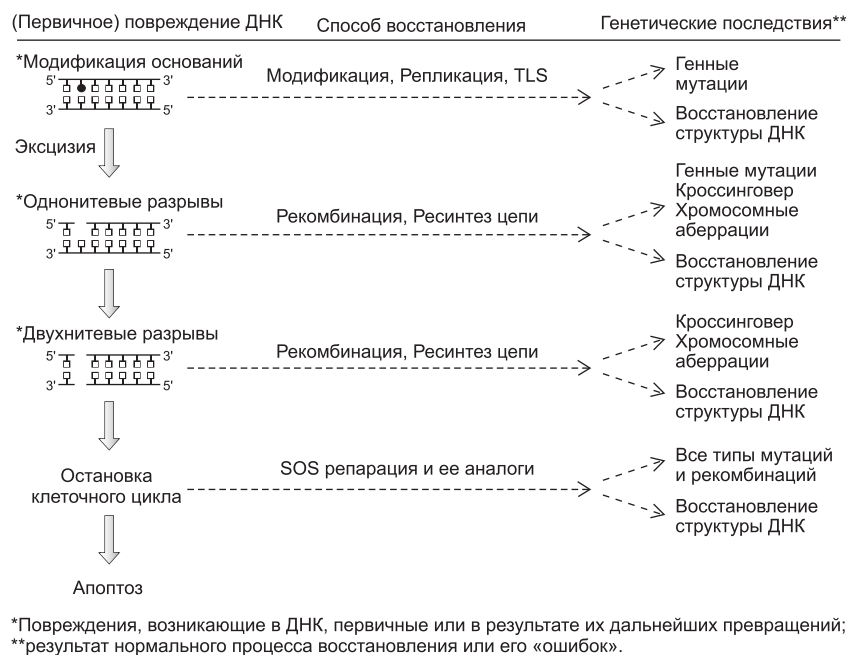 (Первичное) повреждение ДНК
Способ восстановления
Генетические последствия**
*Модификация оснований
5' 3'
3' 5'
Модификация, Репликация, TLS
Генные
мутации
Восстановление
структуры ДНК
Эксцизия
*Однонитевые разрывы
5' 3'
3' 5'
Рекомбинация, Ресинтез цепи
Генные мутации
Кроссинговер
Хромосомные
аберрации
Восстановление
структуры ДНК
*Двухнитевые разрывы
5' 3'
3' 5'
Рекомбинация, Ресинтез цепи
Кроссинговер
Хромосомные
аберрации
Восстановление
структуры ДНК
Остановка
клеточного цикла
SOS репарация и ее аналоги
Все типы мутаций
и рекомбинаций
Восстановление
структуры ДНК
Апоптоз
*Повреждения, возникающие в ДНК, первичные или в результате их дальнейших превращений;
**результат нормального процесса восстановления или его «ошибок».